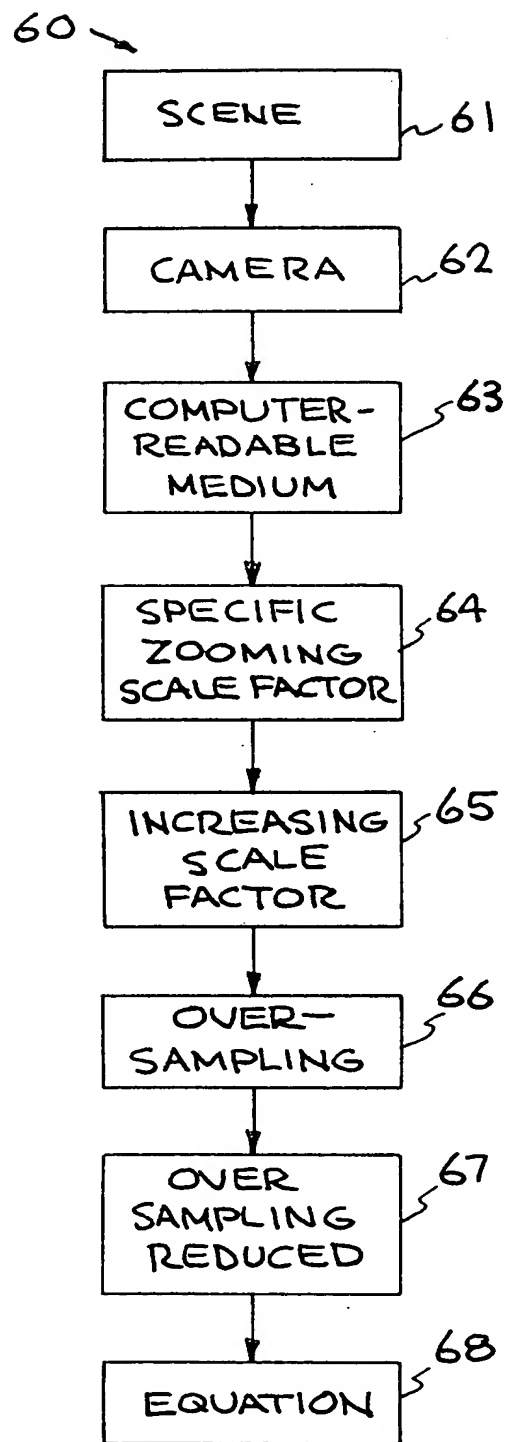 60
SCENE
61
CAMERA
62
COMPUTER-
READABLE
MEDIUM
63
SPECIFIC
ZOOMING
SCALE FACTOR
64
INCREASING
SCALE
FACTOR
65
OVER-
SAMPLING
66
OVER
SAMPLING
REDUCED
67
EQUATION
68